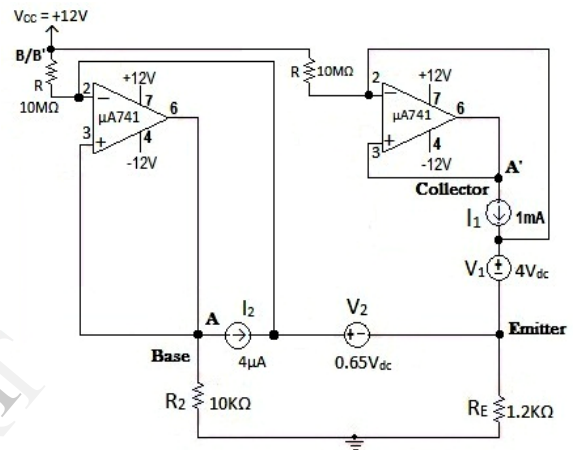 VCC = +12V
B/B'
R
10MΩ
2
+12V
7
6
μA741
3
4
-12V
R
10MΩ
2
+12V
7
6
μA741
3
4
-12V
A'
Collector
I1
1mA
V1
4Vdc
A
I2
V2
Emitter
Base
4μA
0.65Vdc
R2
10KΩ
RE
1.2KΩ